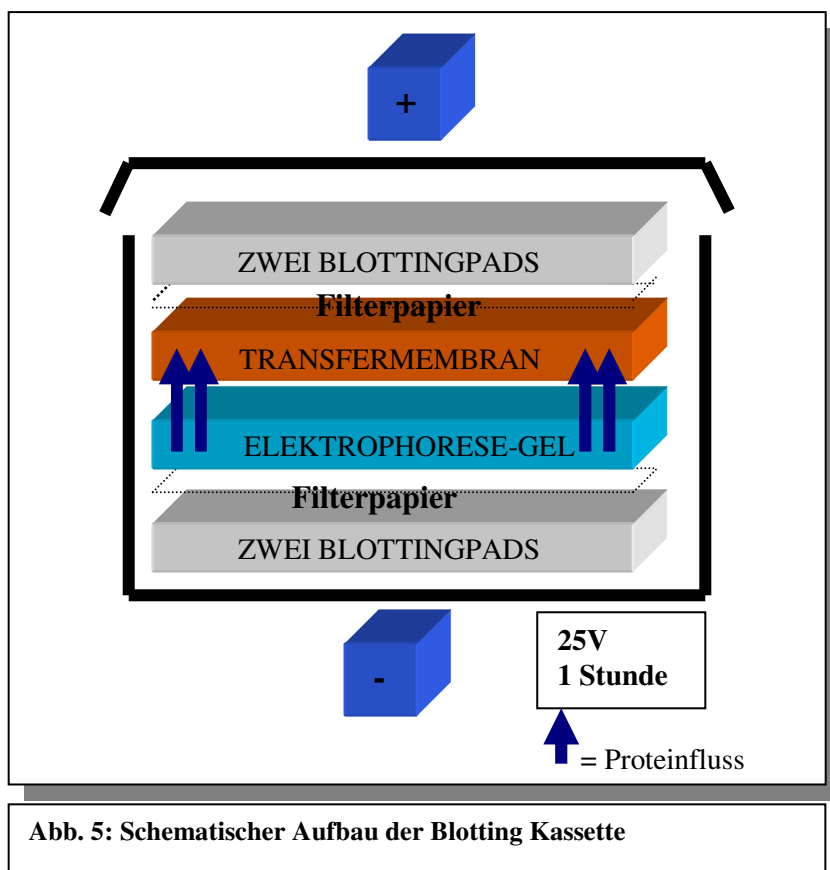 +
ZWEI BLOTTINGPADS
Filterpapier
TRANSFERMEMBRAN
ELEKTROPHORESE-GEL
Filterpapier
ZWEI BLOTTINGPADS
-
25V
1 Stunde
= Proteinfluss
Abb. 5: Schematischer Aufbau der Blotting Kassette